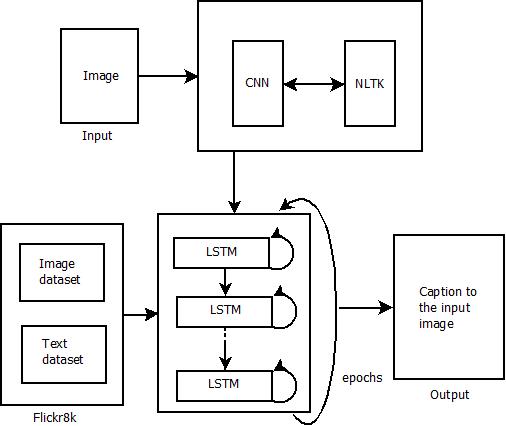 Image
Input
CNN
NLTK
Image
dataset
Text
dataset
Flickr8k
LSTM
LSTM
LSTM
epochs
Caption to
the input
image
Output